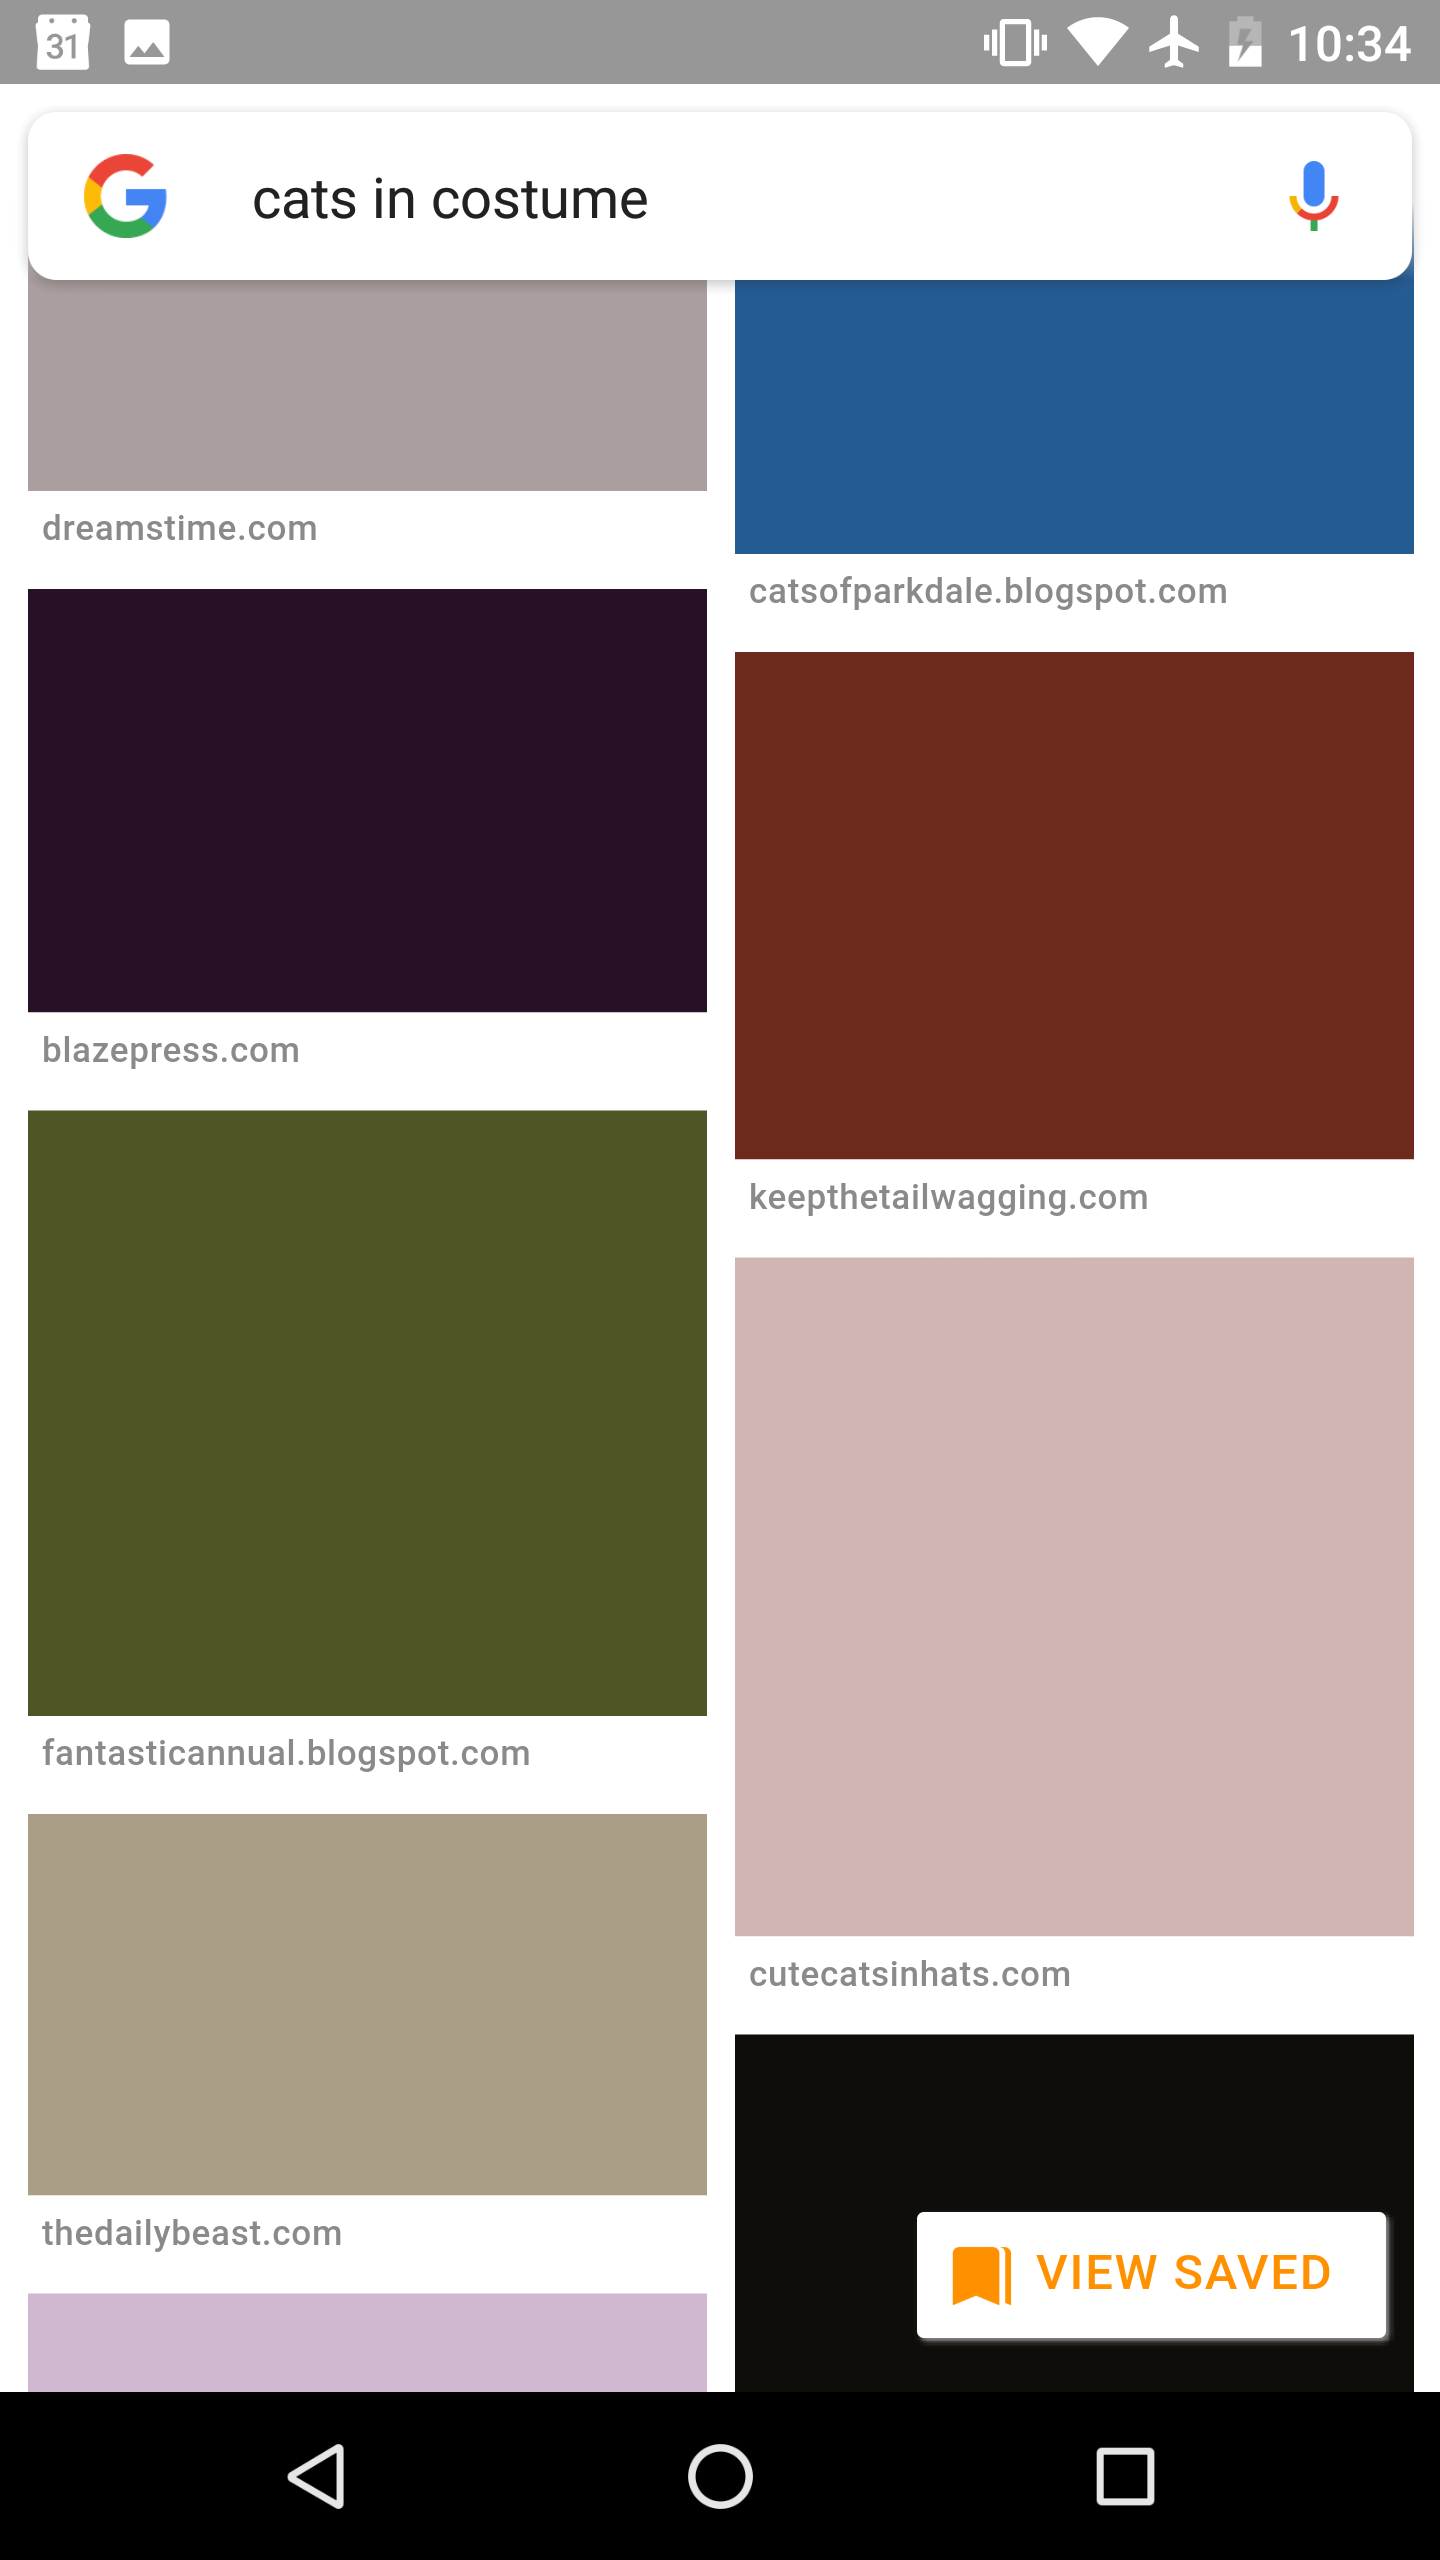 31
10:34
cats in costume
dreamstime.com
catsofparkdale.blogspot.com
blazepress.com
keepthetailwagging.com
fantasticannual.blogspot.com
cutecatsinhats.com
thedailybeast.com
VIEW SAVED